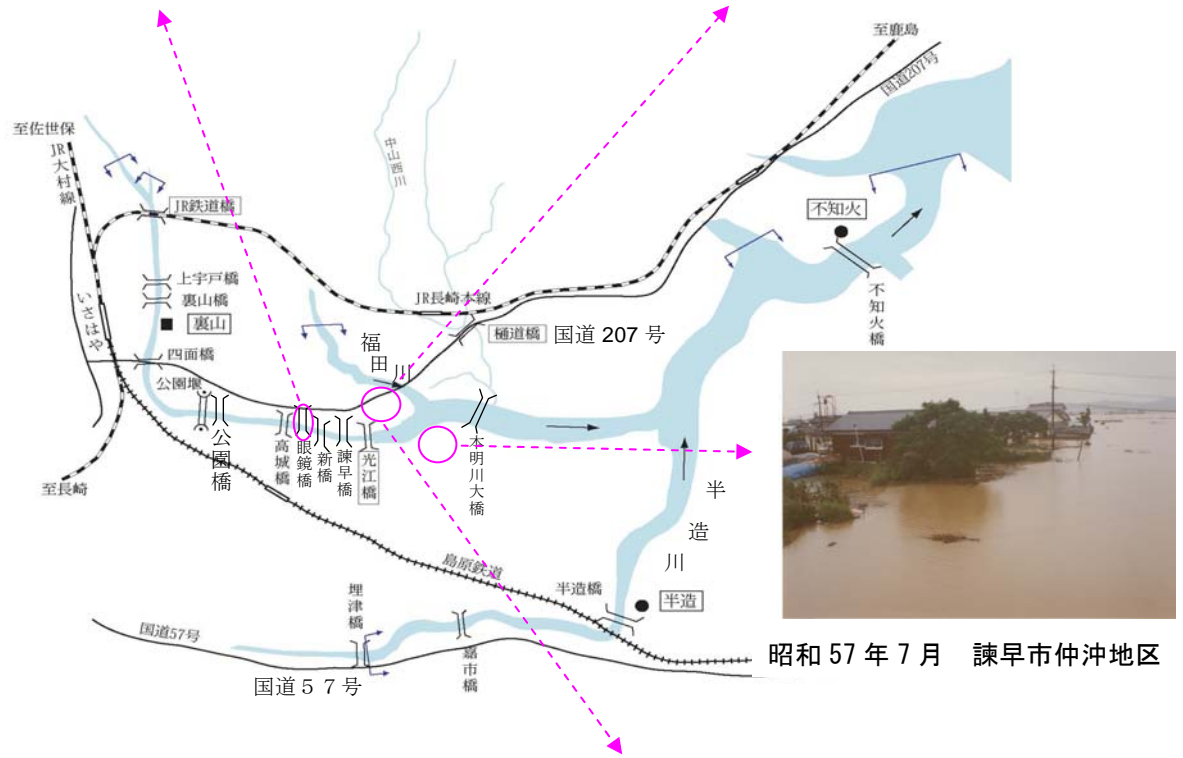 至鹿島
国道207号
至佐世保
JR大村線
中山西川
JR鉄道橋
不知火
上宇戸橋
裏山橋
裏山
いさはや
JR長崎本線
樋道橋
国道 207 号
不知火橋
福田川
四面橋
公園堰
公園橋
高城橋
眼鏡橋
新橋
諫早橋
光江橋
本明川大橋
至長崎
半造川
島原鉄道
半造橋
半造
埋津橋
嘉市橋
国道57号
国道５７号
昭和 57 年 7 月　諫早市仲沖地区